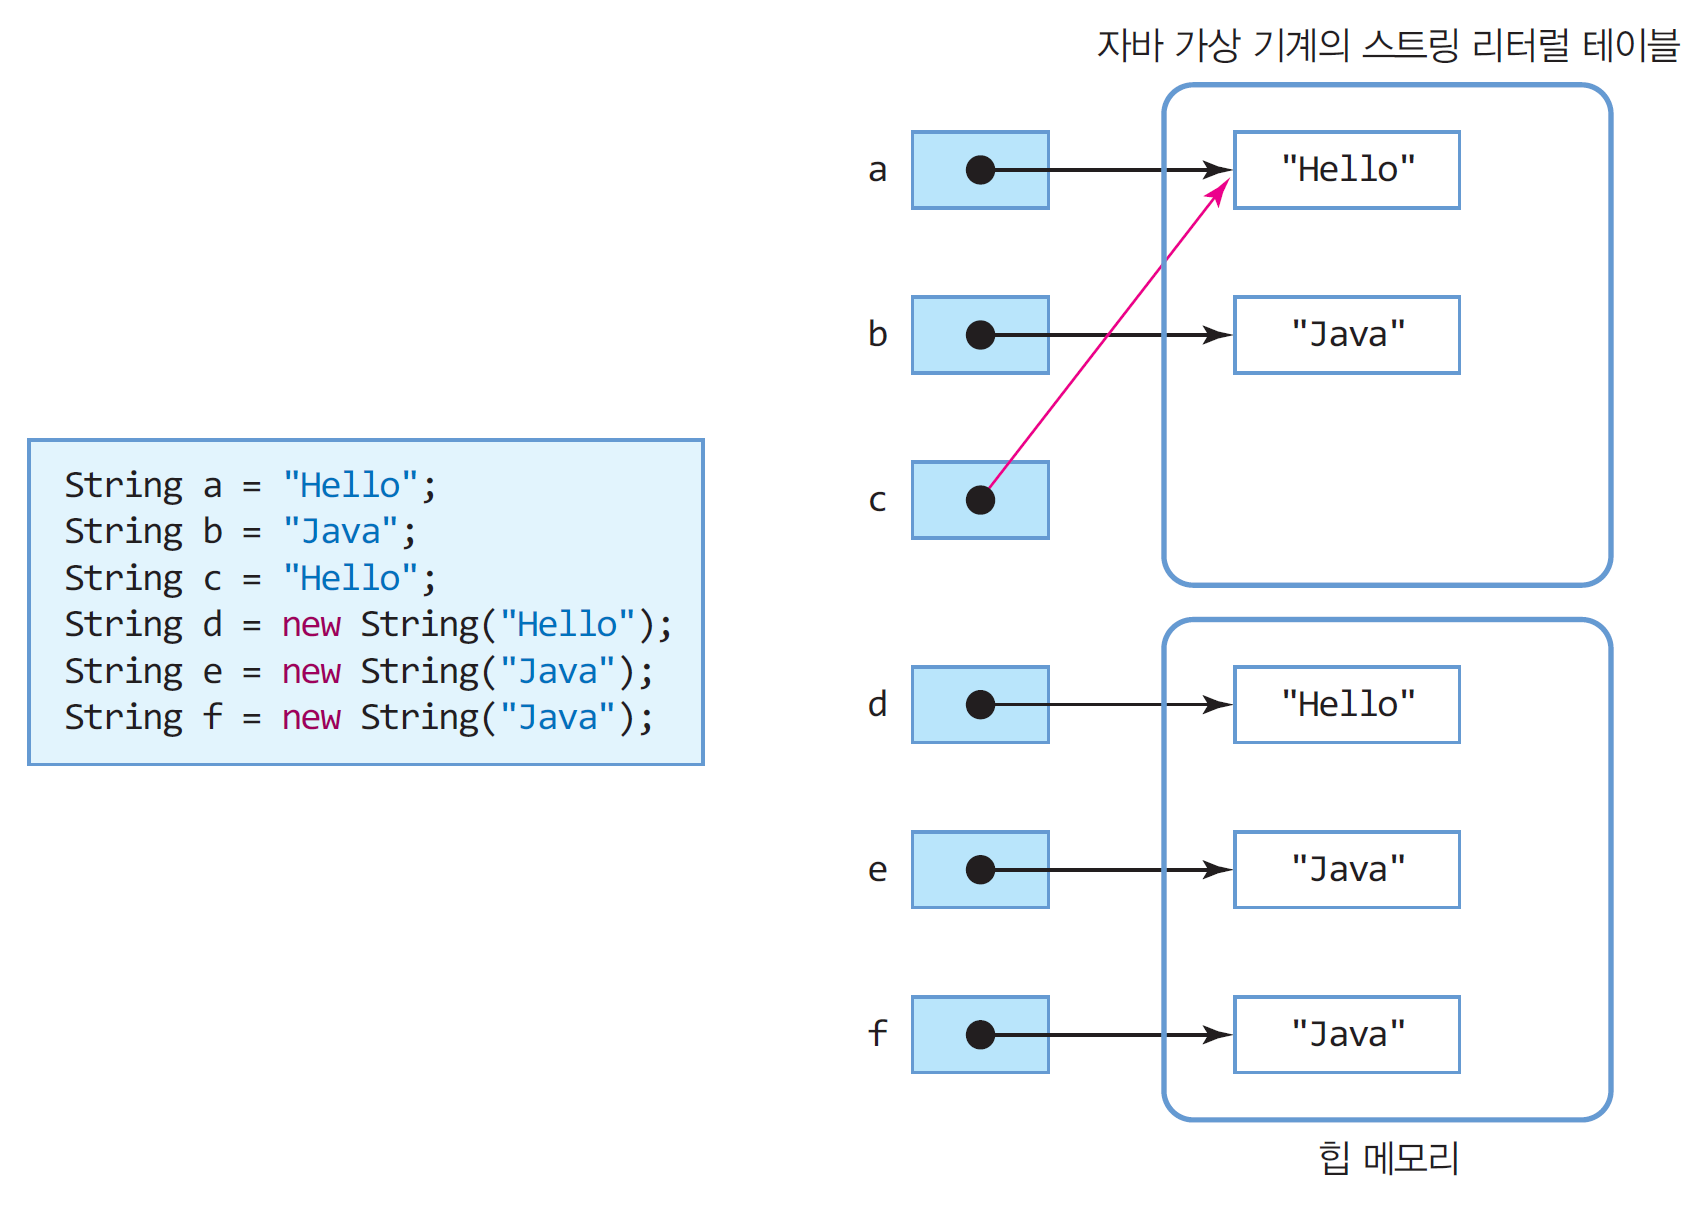 자바 가상 기계의 스트링 리터럴 테이블
a
"Hello"
b
"Java"
c
String a = "Hello";
String b = "Java";
String c = "Hello";
String d = new String("Hello");
String e = new String("Java");
String f = new String("Java");
d
"Hello"
e
"Java"
f
"Java"
힙 메모리